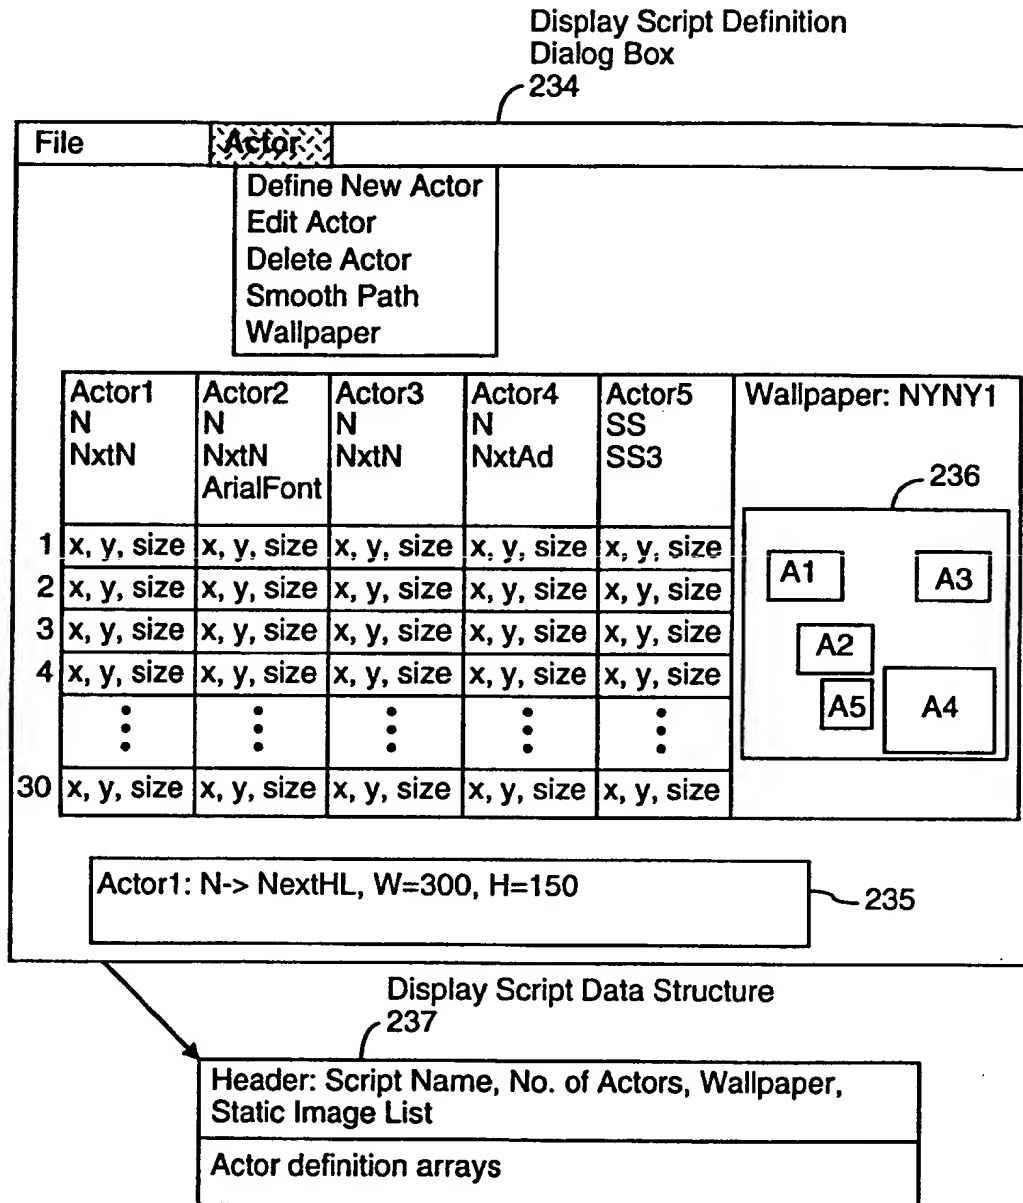 Display Script Definition
Dialog Box
234
File Actor
Define New Actor
Edit Actor
Delete Actor
Smooth Path
Wallpaper
Actor1 Actor2 Actor3 Actor4 Actor5 Wallpaper: NYNY1
N N N N SS
NxtN NxtN NxtN NxtAd SS3
ArialFont
236
1 x, y, size x, y, size x, y, size x, y, size x, y, size
2 x, y, size x, y, size x, y, size x, y, size x, y, size
3 x, y, size x, y, size x, y, size x, y, size x, y, size
4 x, y, size x, y, size x, y, size x, y, size x, y, size
30 x, y, size x, y, size x, y, size x, y, size x, y, size
A1 A3
A2
A5 A4
Actor1: N-> NextHL, W=300, H=150
235
Display Script Data Structure
237
Header: Script Name, No. of Actors, Wallpaper,
Static Image List
Actor definition arrays